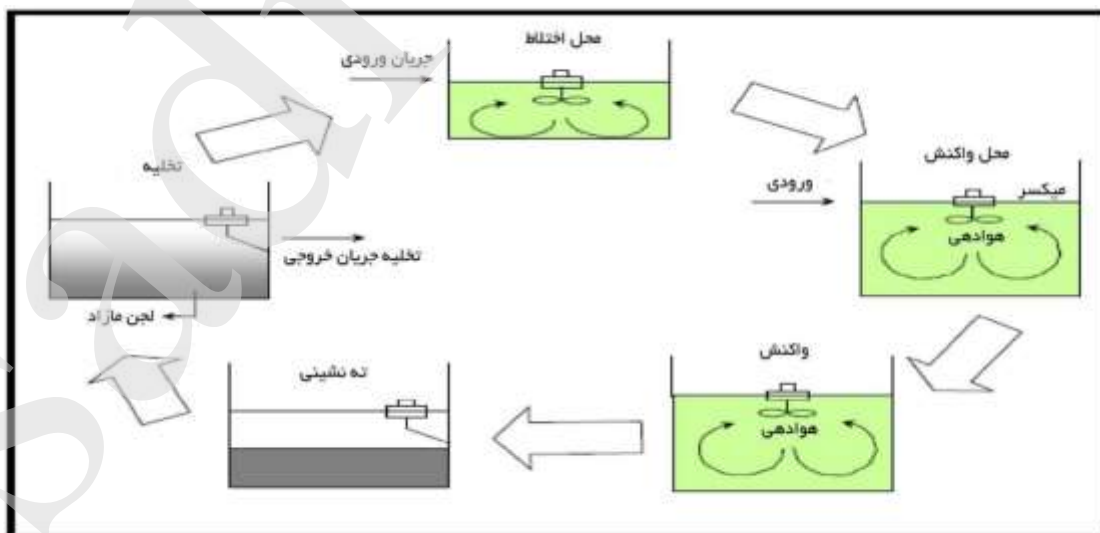 محل اختلاط
جریان ورودی
محل واکنش
میکسر
ورودی
هوادهی
واکنش
هوادهی
ته نشینی
تخلیه
تخلیه جریان خروجی
لجن مازاد